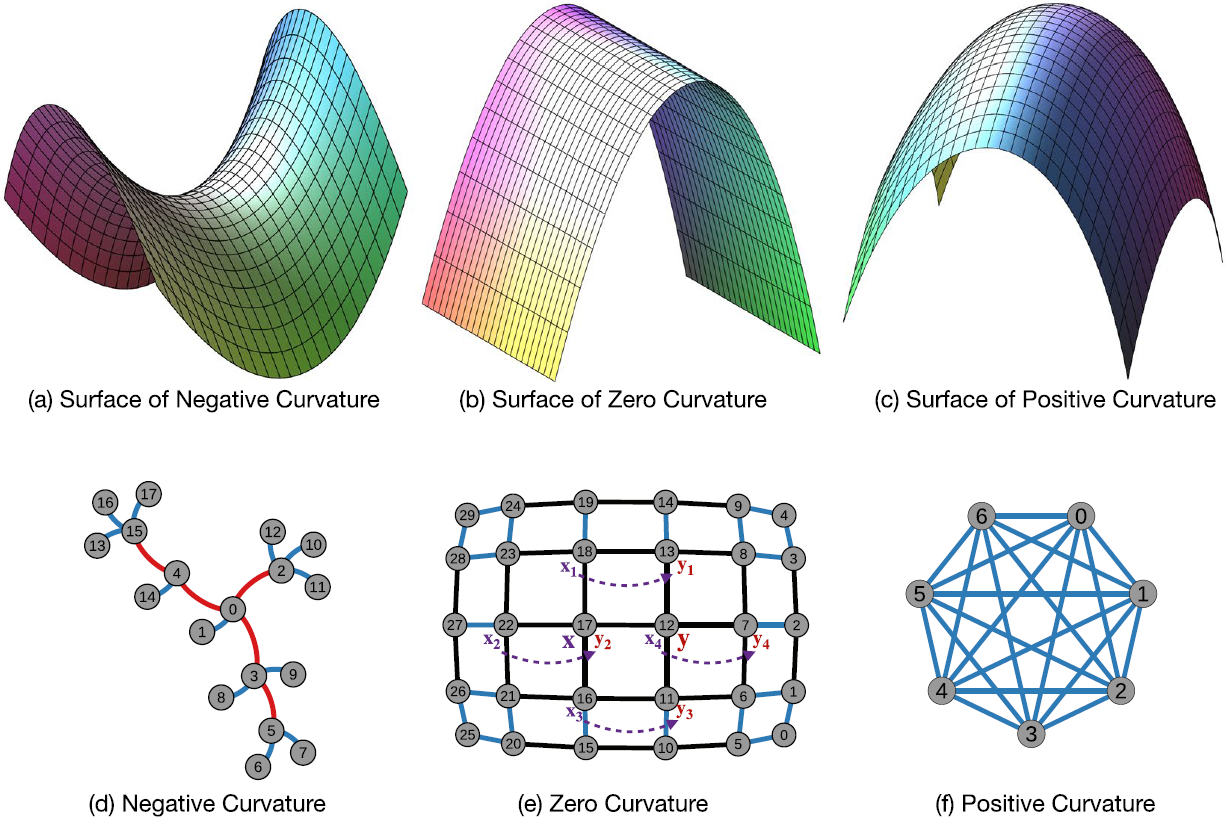 (a) Surface of Negative Curvature
(b) Surface of Zero Curvature
(c) Surface of Positive Curvature
16 17
15
13
4
14
12
10
2
11
0
1
3 9
8
5
7
6
29 24 19 14 9 4
28 23 18 13 8 3
x1 y1
27 22 17 12 7 2
x2 x y2 x4 y y4
26 21 16 11 6 1
x3 y3
25 20 15 10 5 0
6 0
5 1
4 2
3
(d) Negative Curvature
(e) Zero Curvature
(f) Positive Curvature